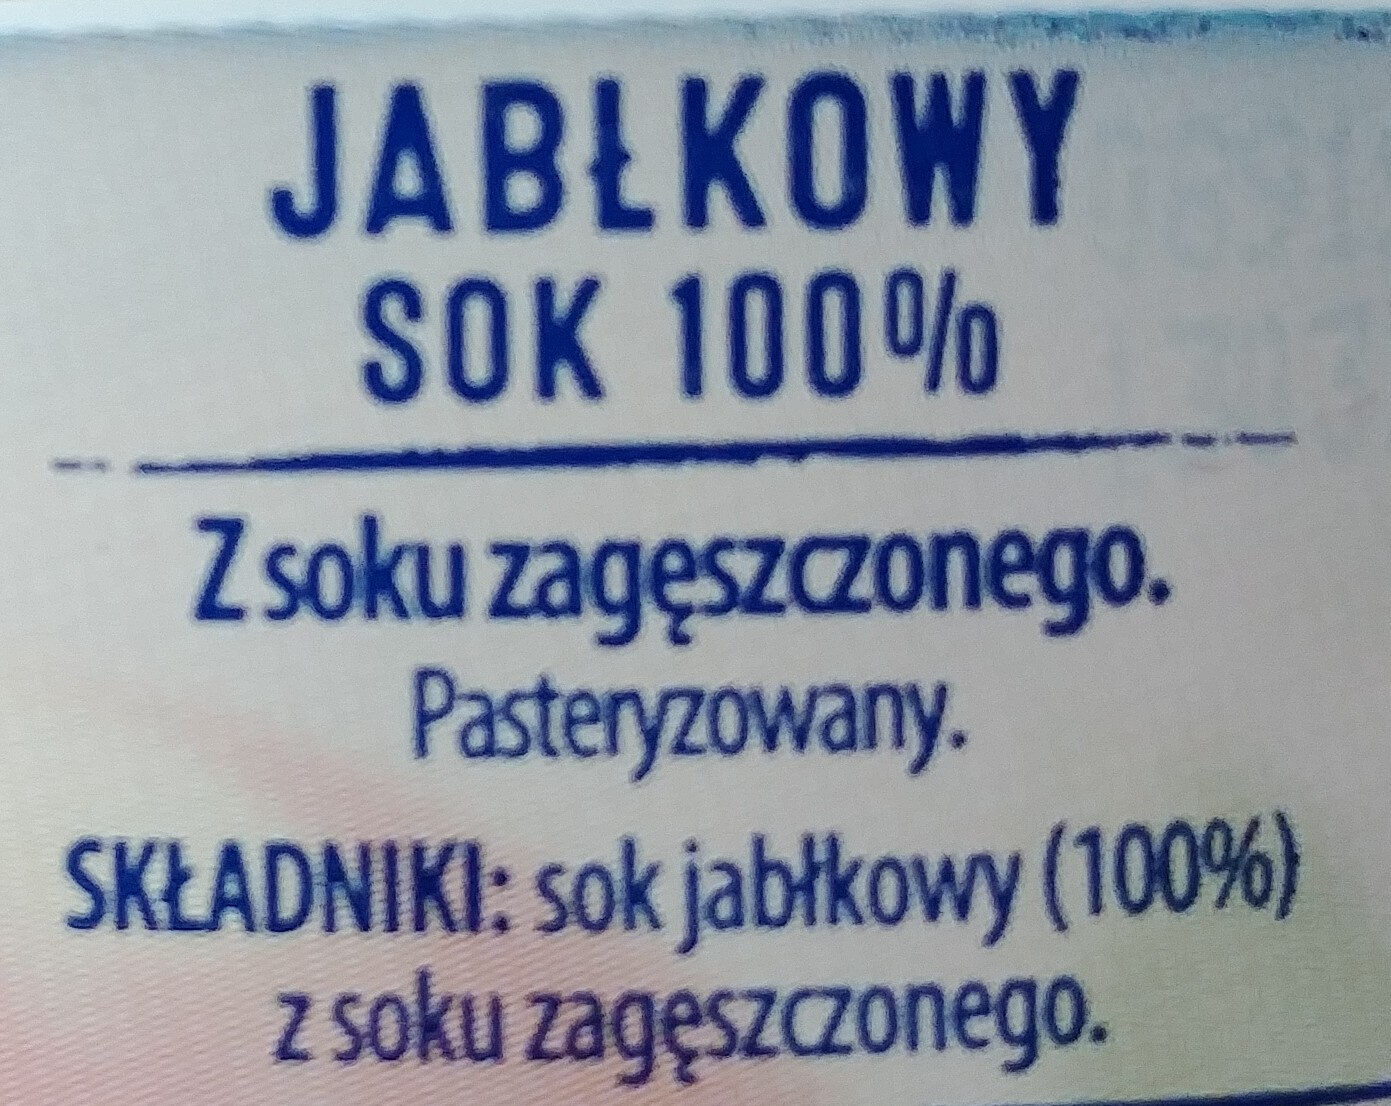 JABŁKOWY
SOK 100%
Z soku zagęszczonego.
Pasteryzowany.
SKŁADNIKI: sok jabłkowy (100%)
z soku zagęszczonego.